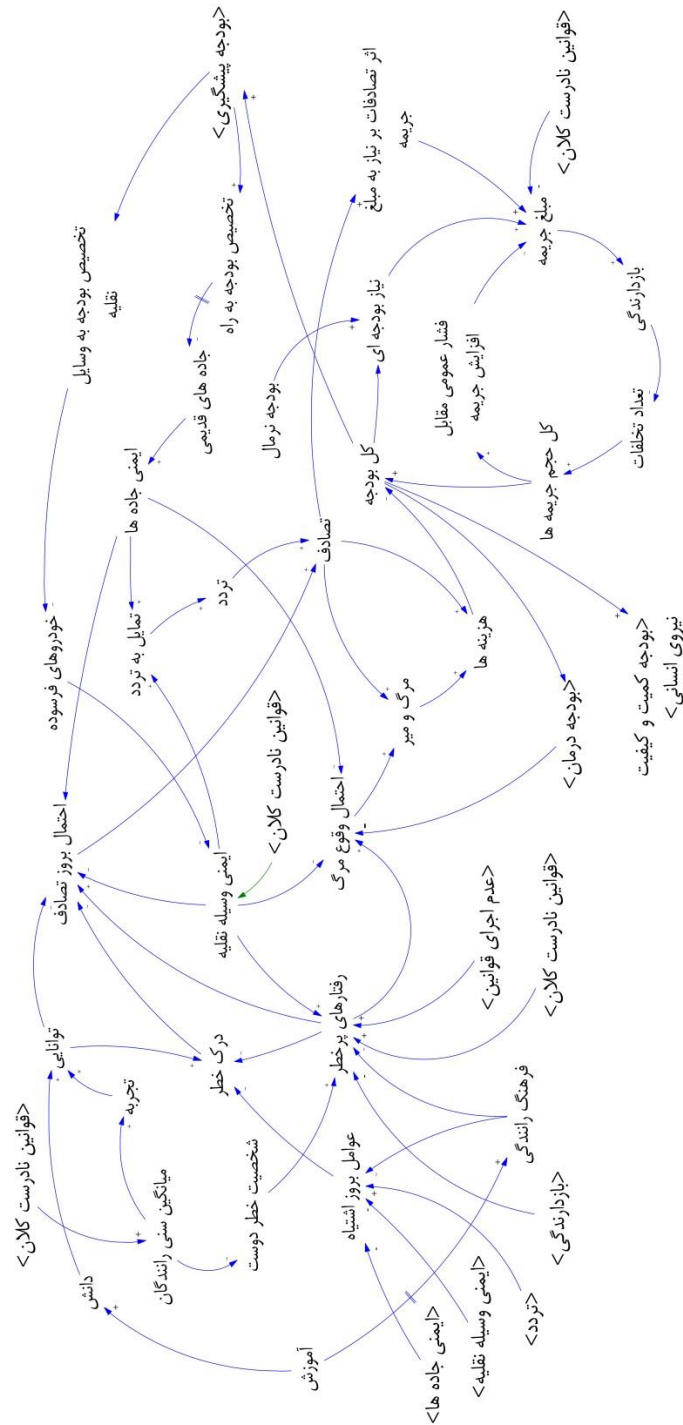 آموزش
دانش
<قوانین نادرست کلان>
میانگین سنی رانندگان
تجربه
توانایی
احتمال بروز تصادف
خودروهای فرسوده
تخصیص بودجه به وسایل
نقلیه
<بودجه پیشگیری>
شخصیت خطر دوست
درک خطر
ایمنی وسیله نقلیه
تمایل به تردد
ایمنی جاده ها
جاده های قدیمی
تخصیص بودجه به راه
<قوانین نادرست کلان>
تردد
<ایمنی جاده ها>
<ایمنی وسیله نقلیه>
<تردد>
عوامل بروز اشتباه
رفتارهای پرخطر
احتمال وقوع مرگ
مرگ و میر
تصادف
بودجه نرمال
اثر تصادفات بر نیاز به مبلغ
جریمه
<بازدارندگی>
فرهنگ رانندگی
<عدم اجرای قوانین>
<قوانین نادرست کلان>
هزینه ها
کل بودجه
نیاز بودجه ای
<بودجه درمان>
<بودجه کمیت و کیفیت
نیروی انسانی>
کل حجم جریمه ها
فشار عمومی مقابل
افزایش جریمه
مبلغ جریمه
<قوانین نادرست کلان>
تعداد تخلفات
بازدارندگی